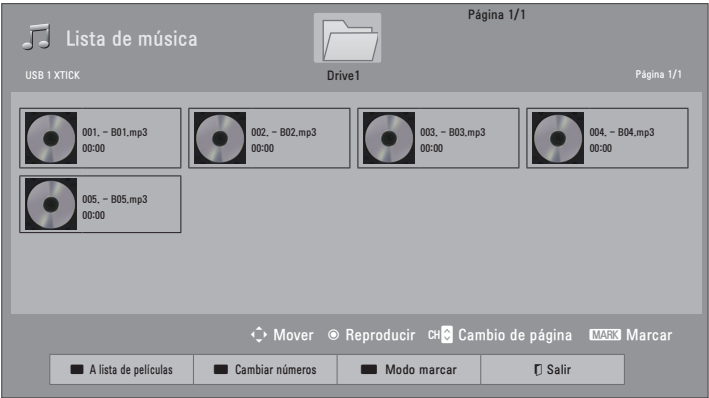 Página 1/1
Lista de música
Drive1
USB 1 XTICK
Página 1/1
001. - B01.mp3
00:00
002. - B02.mp3
00:00
003. - B03.mp3
00:00
004. - B04.mp3
00:00
005. - B05.mp3
00:00
Mover Reproducir CH Cambio de página MARK Marcar
A lista de películas Cambiar números Modo marcar Salir